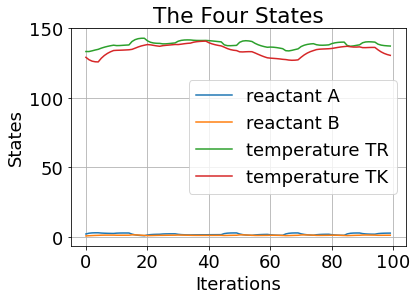 The Four States
States
150
100
50
0
reactant A
reactant B
temperature TR
temperature TK
0 20 40 60 80 100
Iterations